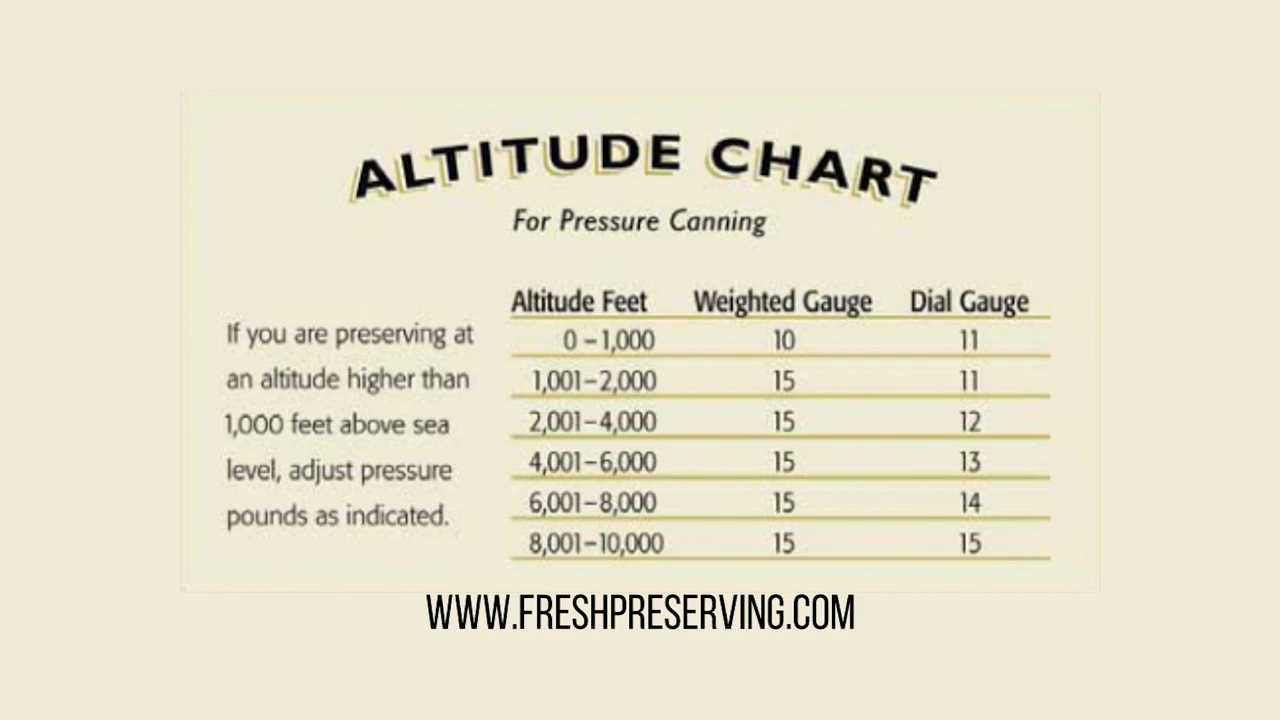 ALTITUDE CHART
For Pressure Canning
If you are preserving at
an altitude higher than
1,000 feet above sea
level, adjust pressure
pounds as indicated.
Altitude Feet Weighted Gauge Dial Gauge
0–1,000 10 11
1,001–2,000 15 11
2,001–4,000 15 12
4,001–6,000 15 13
6,001–8,000 15 14
8,001–10,000 15 15
WWW.FRESHPRESERVING.COM